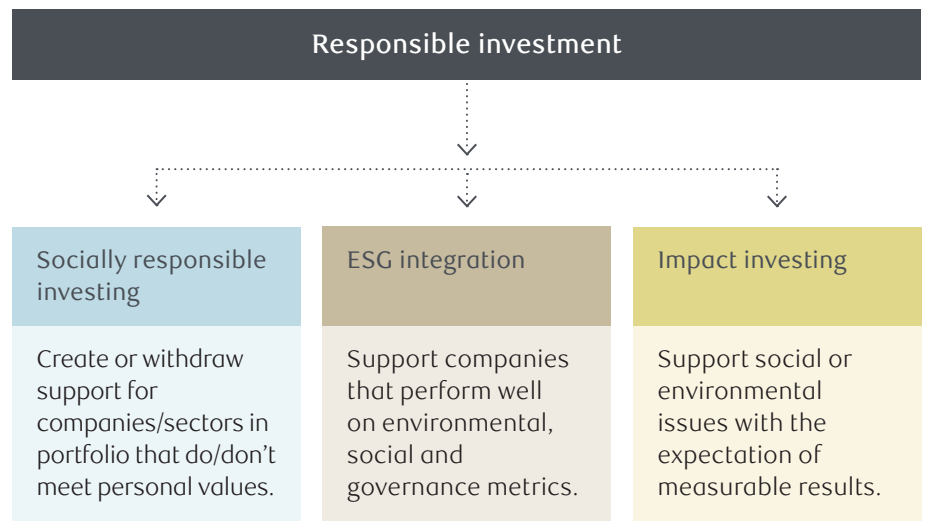 Responsible investment
Socially responsible
investing
Create or withdraw
support for
companies/sectors in
portfolio that do/don’t
meet personal values.
ESG integration
Support companies
that perform well
on environmental,
social and
governance metrics.
Impact investing
Support social or
environmental
issues with the
expectation of
measurable results.